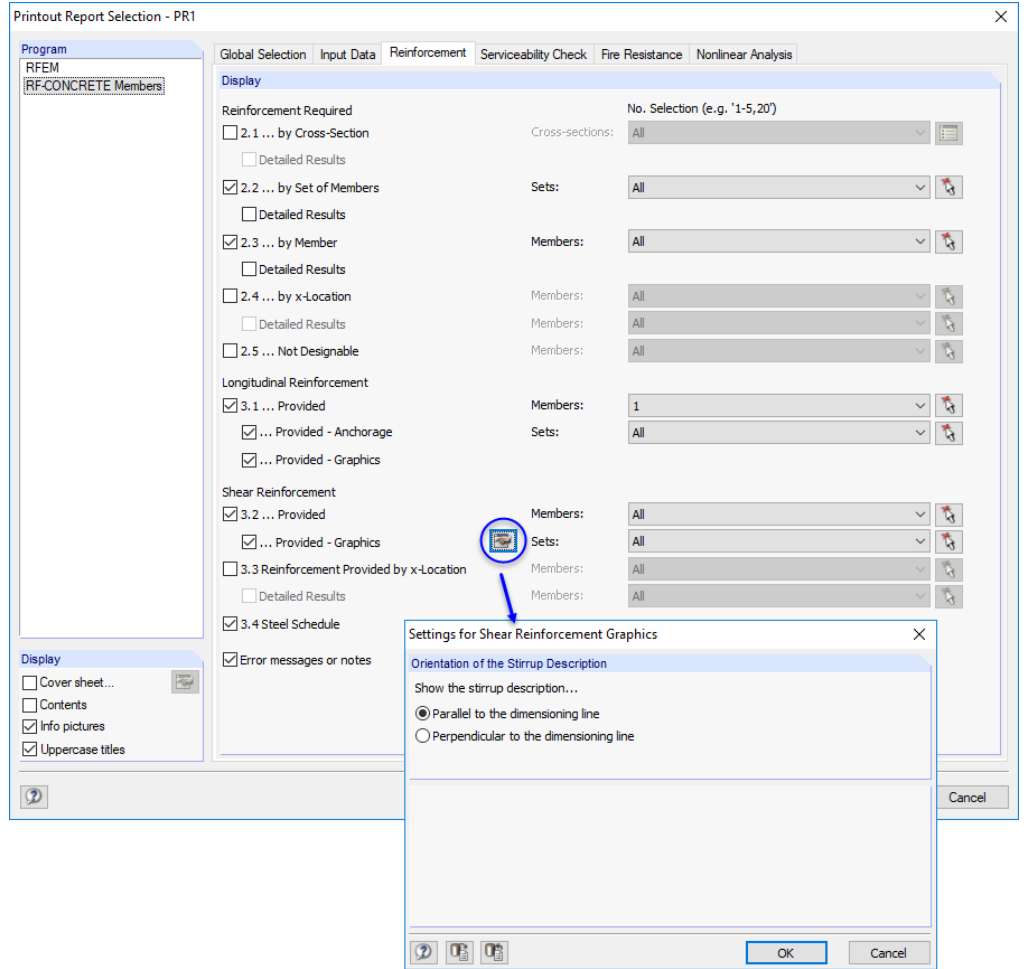 Printout Report Selection - PR1
Program
RFEM
RF-CONCRETE Members
Global Selection Input Data Reinforcement Serviceability Check Fire Resistance Nonlinear Analysis
Display
Reinforcement Required No. Selection (e.g. '1-5,20')
2.1 ... by Cross-Section Cross-sections: All
Detailed Results
2.2 ... by Set of Members Sets: All
Detailed Results
2.3 ... by Member Members: All
Detailed Results
2.4 ... by x-Location Members: All
Detailed Results Members: All
2.5 ... Not Designable Members: All
Longitudinal Reinforcement
3.1 ... Provided Members: 1
... Provided - Anchorage Sets: All
... Provided - Graphics
Shear Reinforcement
3.2 ... Provided Members: All
... Provided - Graphics Sets: All
3.3 Reinforcement Provided by x-Location Members: All
Detailed Results Members: All
3.4 Steel Schedule
Error messages or notes
Display
Cover sheet...
Contents
Info pictures
Uppercase titles
Cancel
Settings for Shear Reinforcement Graphics
Orientation of the Stirrup Description
Show the stirrup description...
Parallel to the dimensioning line
Perpendicular to the dimensioning line
OK Cancel